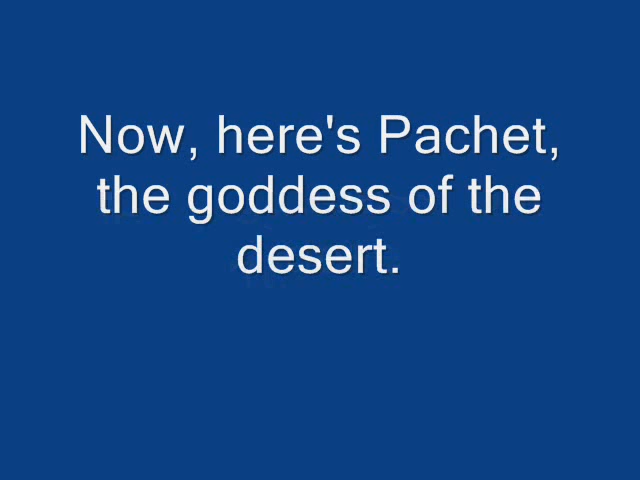 Now, here's Pachet,
the goddess of the
desert.